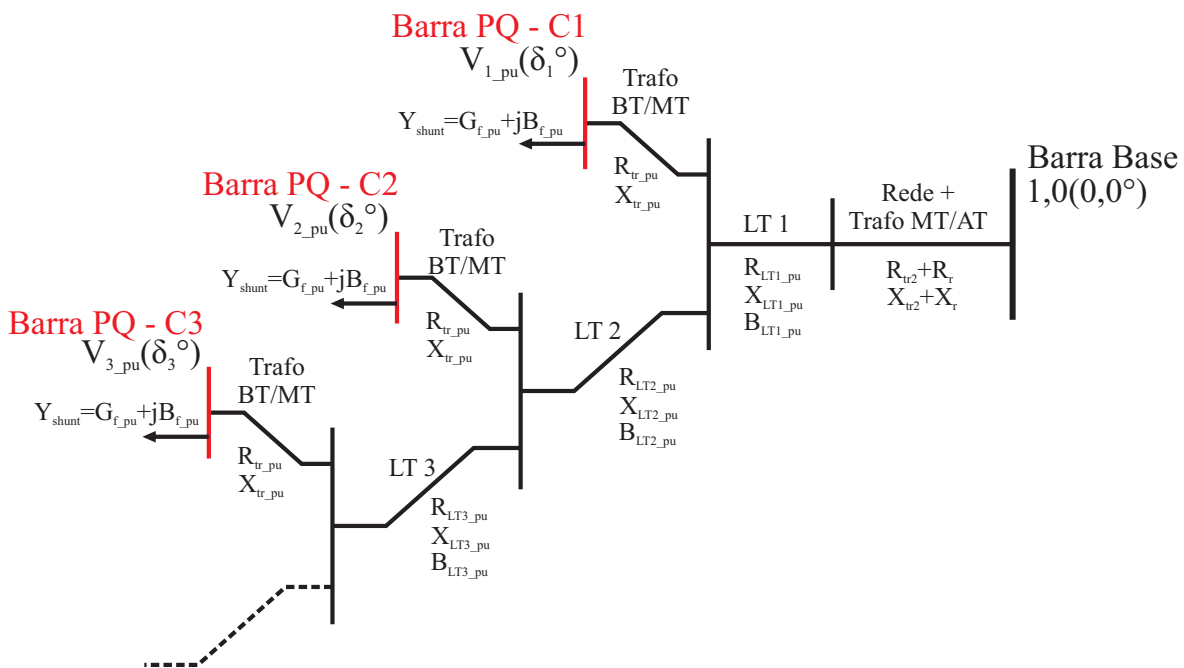 Barra PQ - C1
V1_pu(δ1°)
Trafo
BT/MT
Yshunt=Gf_pu+jBf_pu
Rtr_pu
Xtr_pu
Barra Base
1,0(0,0°)
Rede +
Trafo MT/AT
Rtr2+Rr
Xtr2+Xr
LT 1
RLT1_pu
XLT1_pu
BLT1_pu
Barra PQ - C2
V2_pu(δ2°)
Trafo
BT/MT
Yshunt=Gf_pu+jBf_pu
Rtr_pu
Xtr_pu
LT 2
RLT2_pu
XLT2_pu
BLT2_pu
Barra PQ - C3
V3_pu(δ3°)
Trafo
BT/MT
Yshunt=Gf_pu+jBf_pu
Rtr_pu
Xtr_pu
LT 3
RLT3_pu
XLT3_pu
BLT3_pu